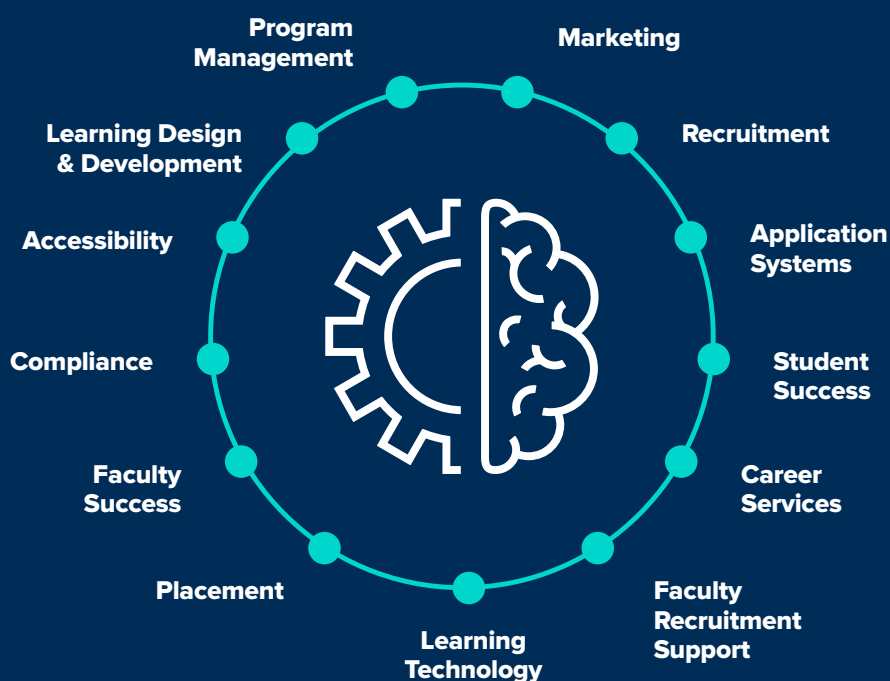 Program
Management
Marketing
Learning Design
& Development
Recruitment
Accessibility
Application
Systems
Compliance
Student
Success
Faculty
Success
Career
Services
Placement
Faculty
Recruitment
Support
Learning
Technology